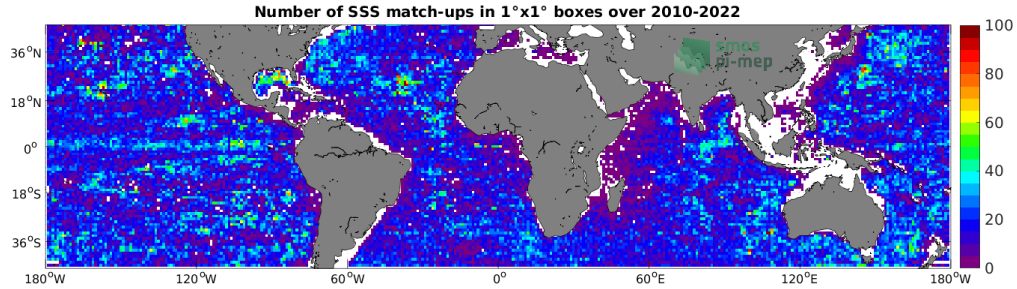 Number of SSS match-ups in 1°x1° boxes over 2010-2022
smos
pi-mep
36°N
18°N
0°
18°S
36°S
180°W
120°W
60°W
0°
60°E
120°E
180°W
100
80
60
40
20
0